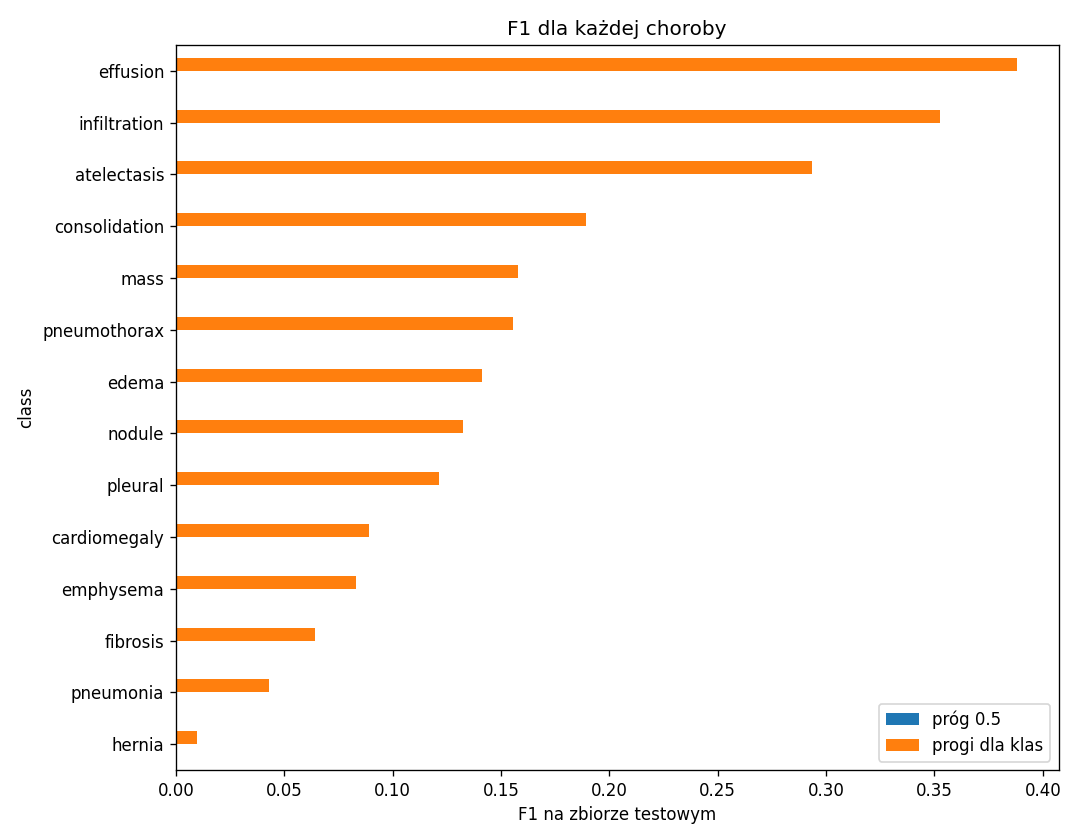 F1 dla każdej choroby
effusion
infiltration
atelectasis
consolidation
mass
pneumothorax
edema
nodule
pleural
cardiomegaly
emphysema
fibrosis
pneumonia
hernia
class
próg 0.5
progi dla klas
0.00 0.05 0.10 0.15 0.20 0.25 0.30 0.35 0.40
F1 na zbiorze testowym